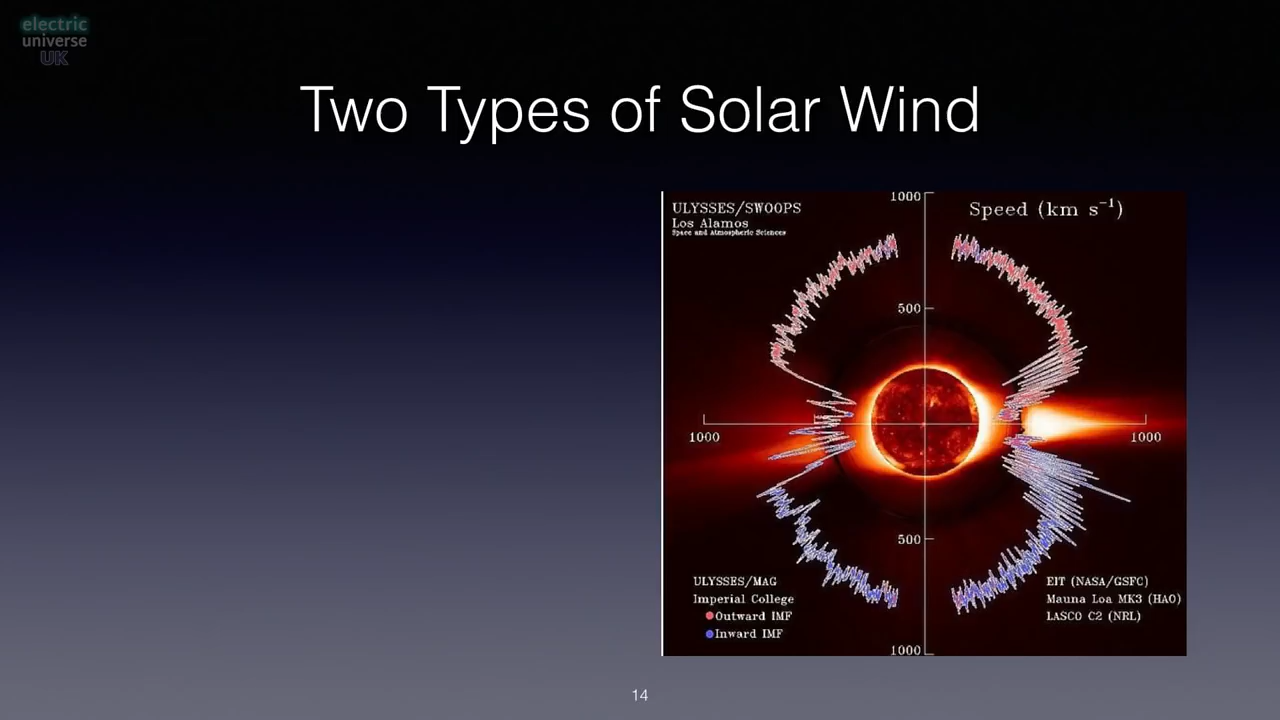 electric
universe
UK
Two Types of Solar Wind
ULYSSES/SWOOPS
Los Alamos
Space and Atmospheric Sciences
1000
Speed (km s⁻¹)
500
1000
1000
500
ULYSSES/MAG
Imperial College
Outward IMF
Inward IMF
EIT (NASA/GSFC)
Mauna Loa MK3 (HAO)
LASCO C2 (NRL)
1000
14